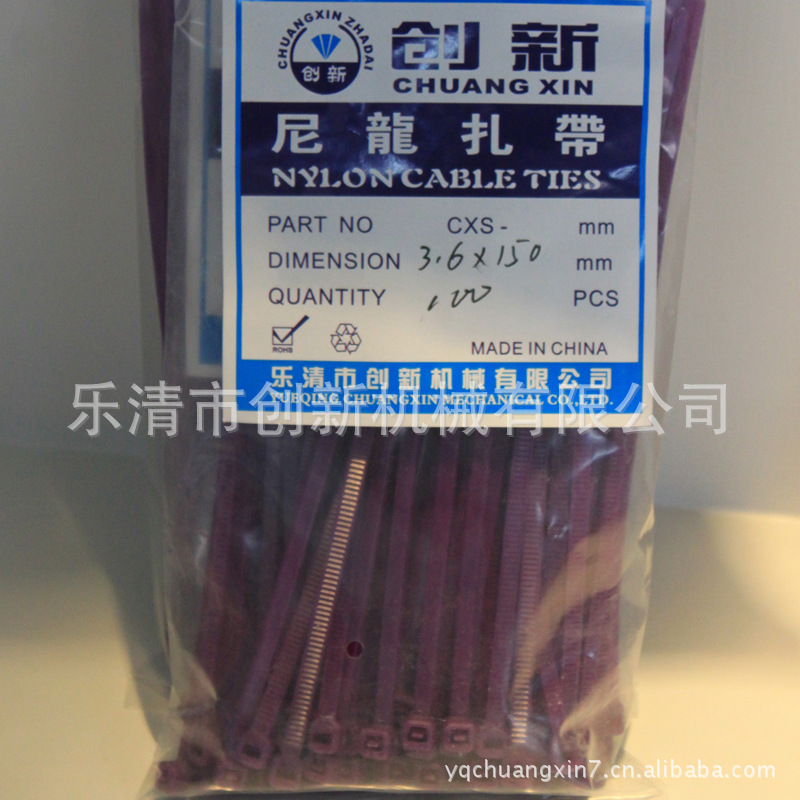 CHUANGXIN ZHADAI
创新
创新
CHUANG XIN
尼龍扎帶
NYLON CABLE TIES
PART NO CXS- mm
DIMENSION 3.6×150 mm
QUANTITY 100 PCS
ROHS
MADE IN CHINA
乐清市创新机械有限公司
YUEQING CHUANGXIN MECHANICAL CO.,LTD.
乐清市创新机械有限公司
yqchuangxin7.cn.alibaba.com